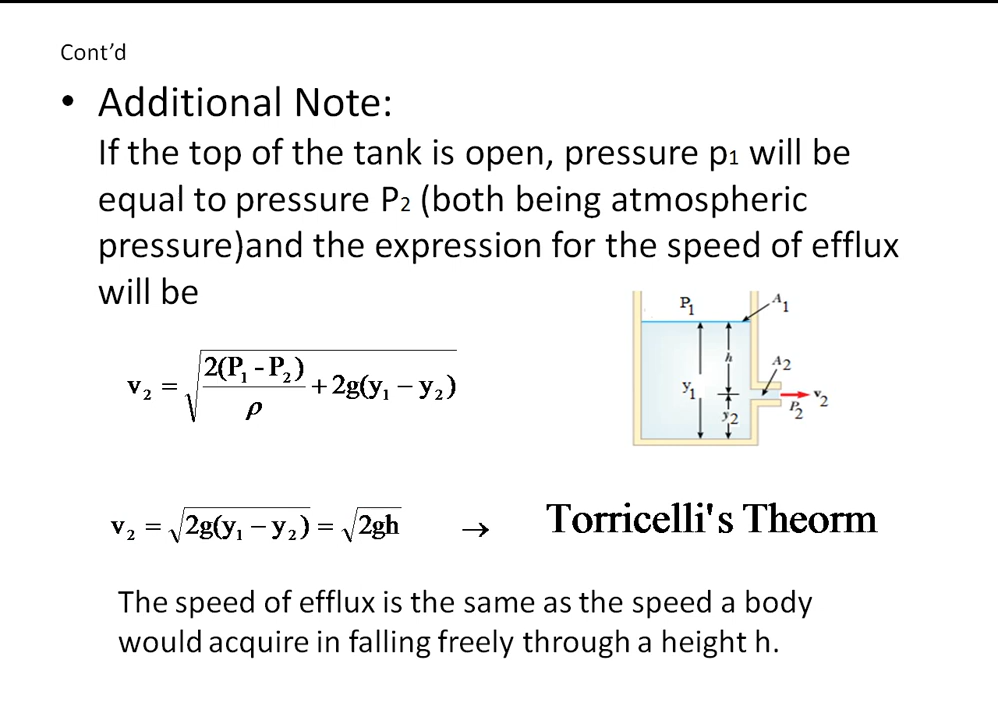 Cont’d
• Additional Note:
If the top of the tank is open, pressure p₁ will be
equal to pressure P₂ (both being atmospheric
pressure)and the expression for the speed of efflux
will be
P₁
A₁
h
A2
y₁
y2
v₂
P₂
v₂ = √(2(P₁ - P₂)/ρ + 2g(y₁ − y₂))
v₂ = √2g(y₁ − y₂) = √2gh → Torricelli's Theorm
The speed of efflux is the same as the speed a body
would acquire in falling freely through a height h.